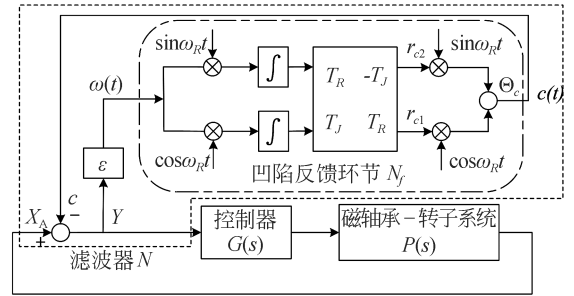 sinω_R t
sinω_R t
ω(t)
∫
T_R -T_J
r_c2
Θ_c
c(t)
T_J T_R
r_c1
∫
cosω_R t
cosω_R t
凹陷反馈环节 N_f
ε
c
−
X_A
+
Y
控制器
G(s)
磁轴承−转子系统
P(s)
滤波器 N